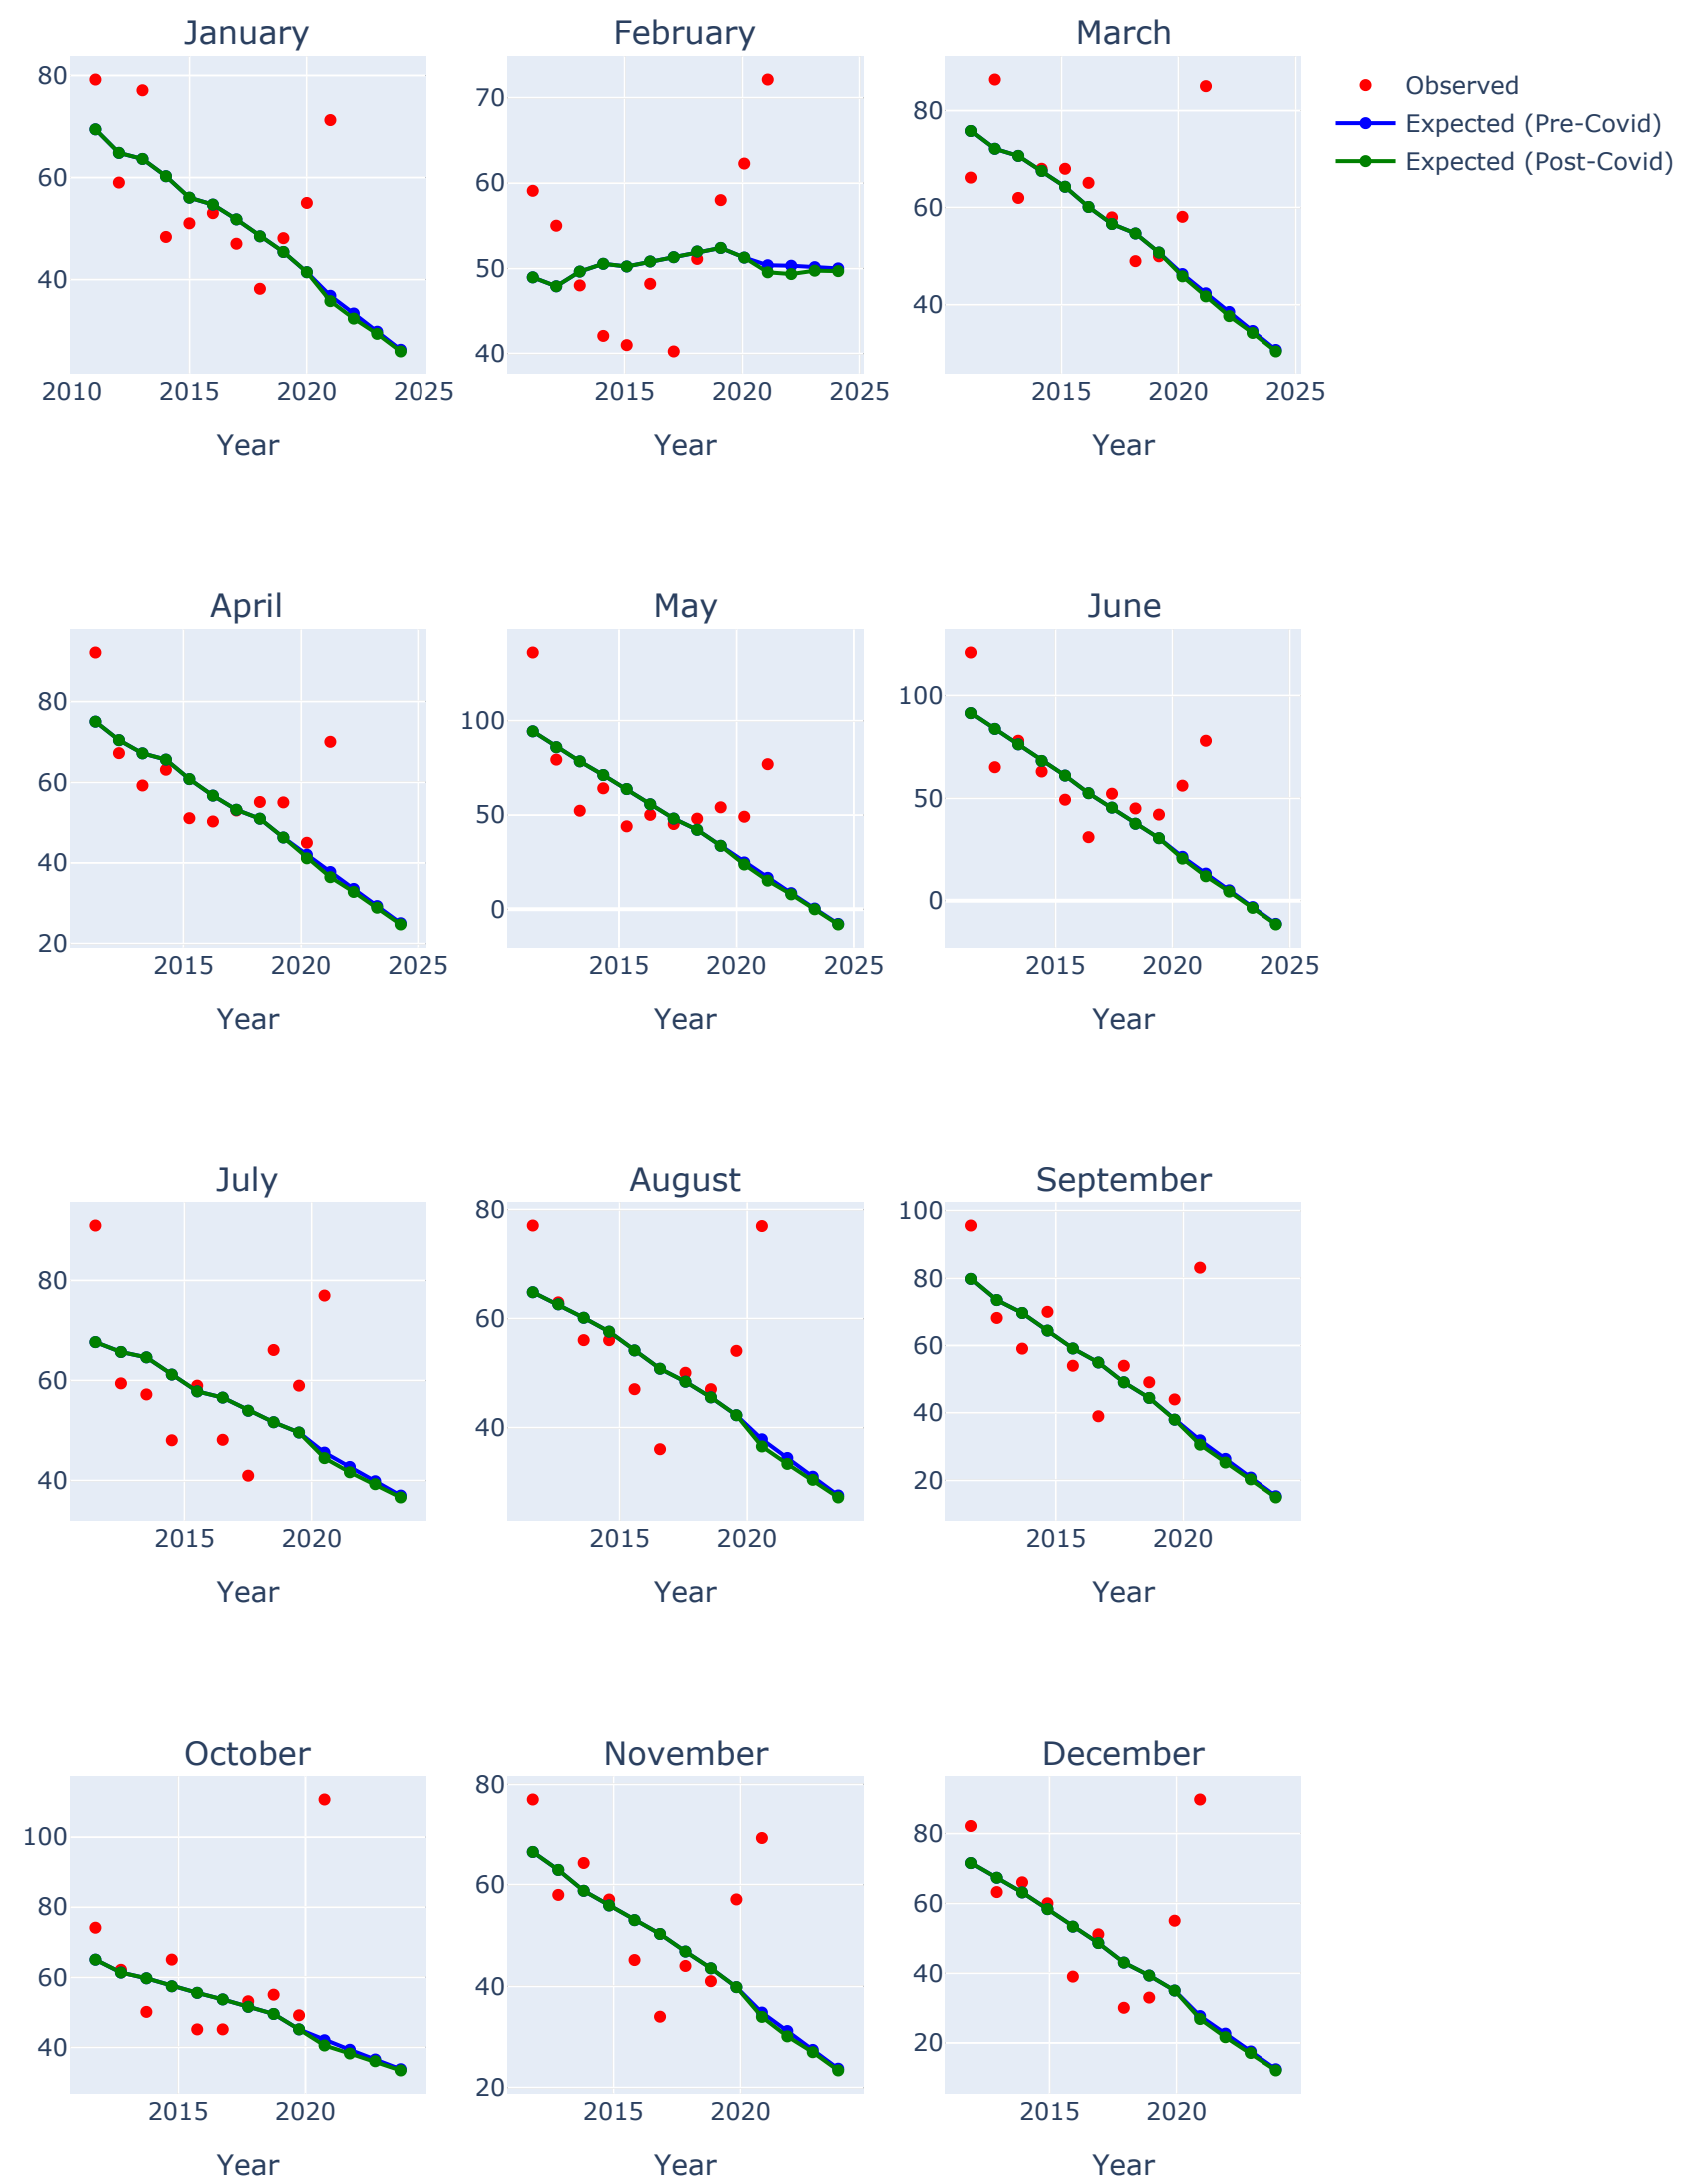 January February March
80
60
40
2010 2015 2020 2025
Year
70
60
50
40
2015 2020 2025
Year
80
60
40
2015 2020 2025
Year
Observed
Expected (Pre-Covid)
Expected (Post-Covid)
April May June
80
60
40
20
2015 2020 2025
Year
100
50
0
2015 2020 2025
Year
100
50
0
2015 2020 2025
Year
July August September
80
60
40
2015 2020
Year
80
60
40
2015 2020
Year
100
80
60
40
20
2015 2020
Year
October November December
100
80
60
40
2015 2020
Year
80
60
40
20
2015 2020
Year
80
60
40
20
2015 2020
Year